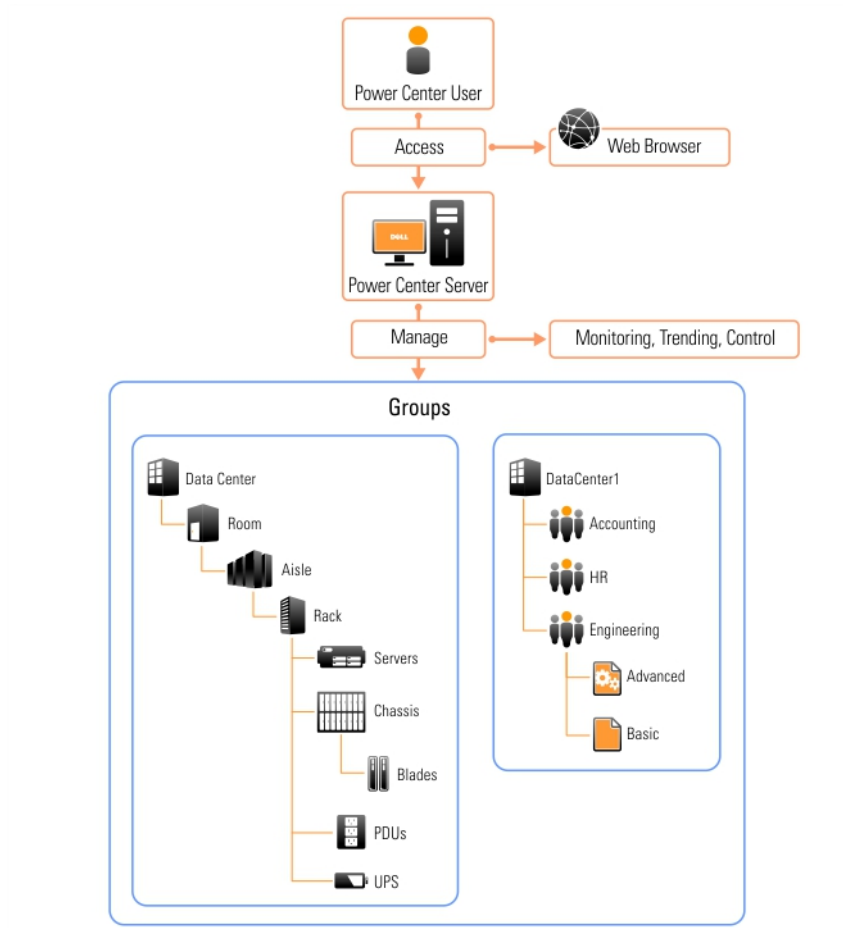 Power Center User
Access
Web Browser
DELL
Power Center Server
Manage
Monitoring, Trending, Control
Groups
Data Center
Room
Aisle
Rack
Servers
Chassis
Blades
PDUs
UPS
DataCenter1
Accounting
HR
Engineering
Advanced
Basic